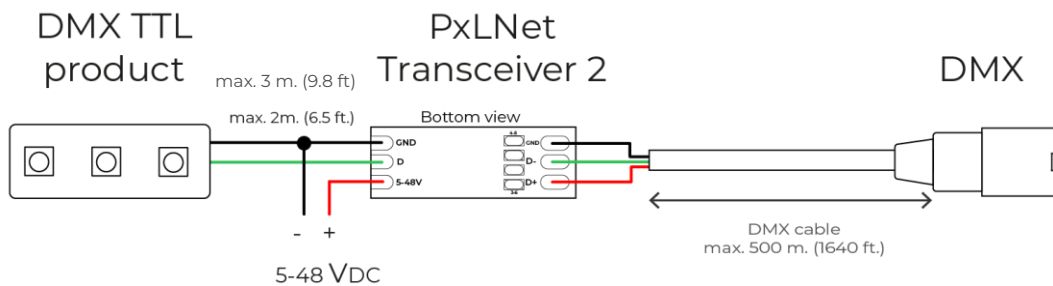 DMX TTL
product
max. 3 m. (9.8 ft)
max. 2m. (6.5 ft.)
PxLNet
Transceiver 2
Bottom view
GND
D
5-48V
GND
D-
D+
DMX
- +
5-48 VDC
DMX cable
max. 500 m. (1640 ft.)